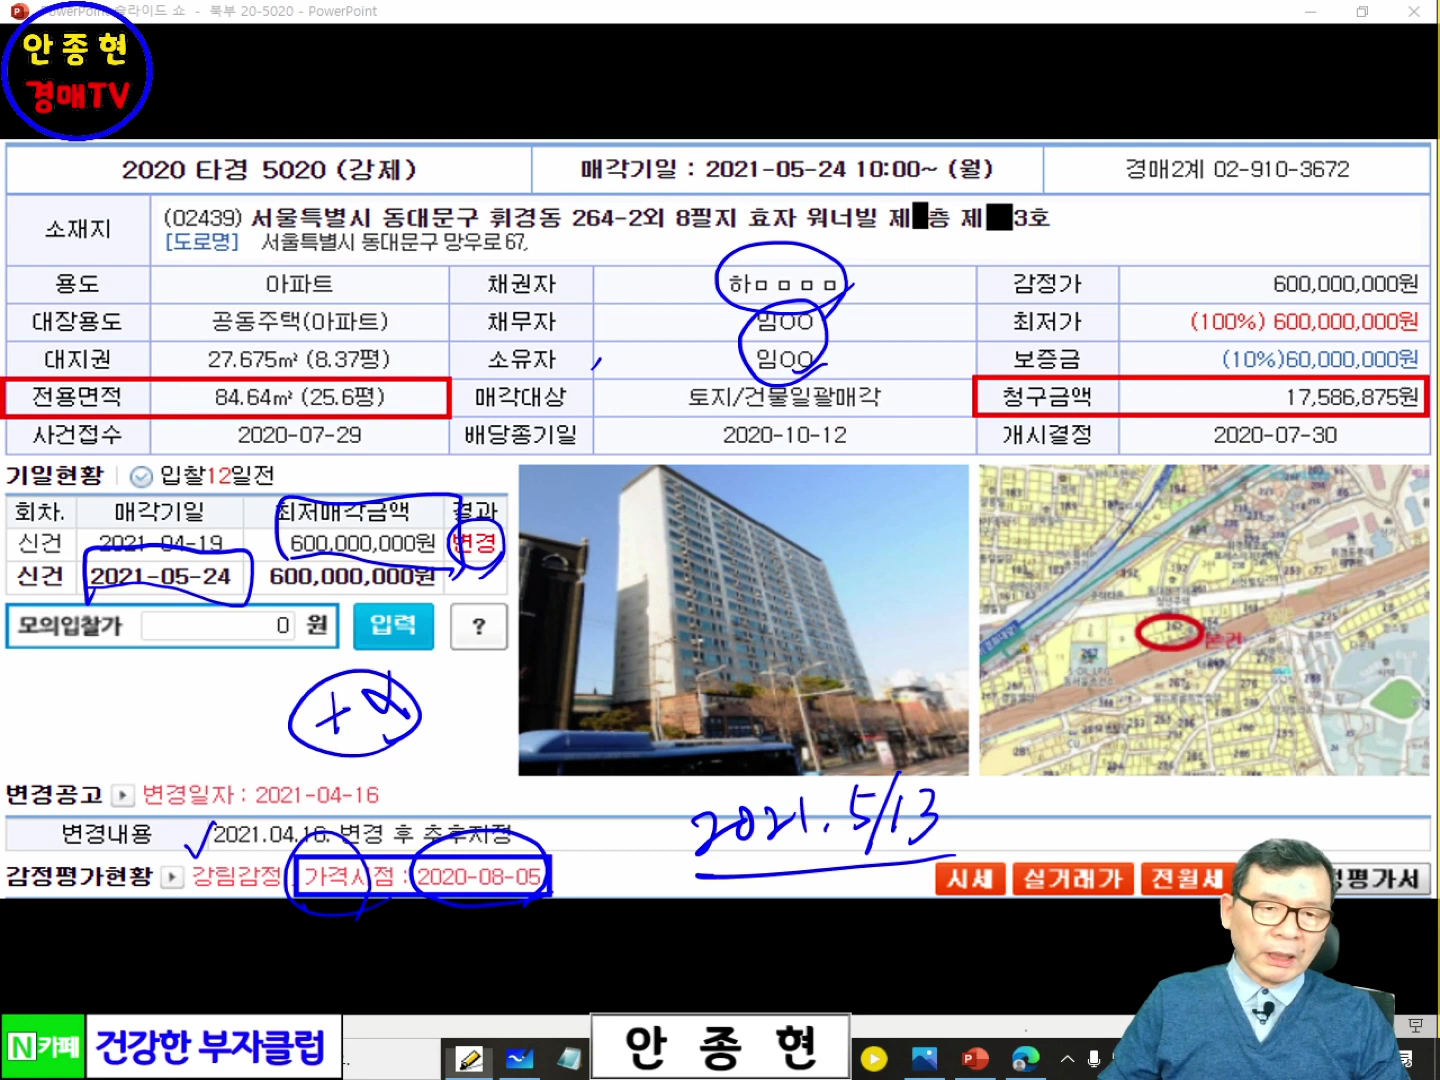 PowerPoint 슬라이드 쇼 - 북부 20-5020 - PowerPoint
안종현
경매TV
2020 타경 5020 (강제)
매각기일 : 2021-05-24 10:00~ (월)
경매2계 02-910-3672
소재지
(02439) 서울특별시 동대문구 휘경동 264-2외 8필지 효자 워너빌 제 층 제 3호
[도로명] 서울특별시 동대문구 망우로67,
용도 아파트 채권자 하ㅁㅁㅁㅁ 감정가 600,000,000원
대장용도 공동주택(아파트) 채무자 임OO 최저가 (100%) 600,000,000원
대지권 27.675㎡ (8.37평) 소유자 임OO 보증금 (10%)60,000,000원
전용면적 84.64㎡ (25.6평) 매각대상 토지/건물일괄매각 청구금액 17,586,875원
사건접수 2020-07-29 배당종기일 2020-10-12 개시결정 2020-07-30
기일현황 입찰12일전
회차. 매각기일 최저매각금액 결과
신건 2021-04-19 600,000,000원 변경
신건 2021-05-24 600,000,000원
모의입찰가 0 원 입력 ?
+α
본건
변경공고 변경일자 : 2021-04-16
2021. 5/13
변경내용 2021.04.16. 변경 후 추후지정
감정평가현황 강림감정 가격시점 : 2020-08-05
시세 실거래가 전월세 평가서
N카페 건강한 부자클럽
안 종 현